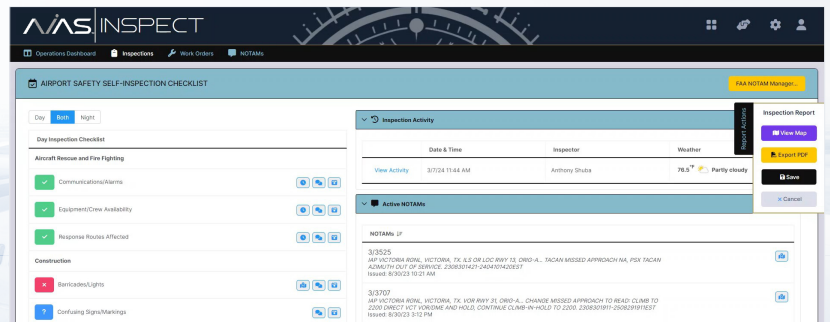 AIAS INSPECT
Operations Dashboard Inspections Work Orders NOTAMs
AIRPORT SAFETY SELF-INSPECTION CHECKLIST
FAA NOTAM Manager...
Day Both Night
Day Inspection Checklist
Aircraft Rescue and Fire Fighting
Communications/Alarms
Equipment/Crew Availability
Response Routes Affected
Construction
Barricades/Lights
Confusing Signs/Markings
Inspection Activity
Date & Time Inspector Weather
View Activity 3/7/24 11:44 AM Anthony Shuba 76.5 °F Partly cloudy
Active NOTAMs
NOTAMs
3/3525
IAP VICTORIA RGNL, VICTORIA, TX. ILS OR LOC RWY 13, ORIG-A... TACAN MISSED APPROACH NA, PSX TACAN
AZIMUTH OUT OF SERVICE. 2308301421-2404101420EST
Issued: 8/30/23 10:21 AM
3/3707
IAP VICTORIA RGNL, VICTORIA, TX. VOR RWY 31, ORIG-A... CHANGE MISSED APPROACH TO READ: CLIMB TO
2200 DIRECT VCT VOR/DME AND HOLD, CONTINUE CLIMB-IN-HOLD TO 2200. 2308301911-2508291911EST
Issued: 8/30/23 3:12 PM
Report Actions
Inspection Report
View Map
Export PDF
Save
x Cancel